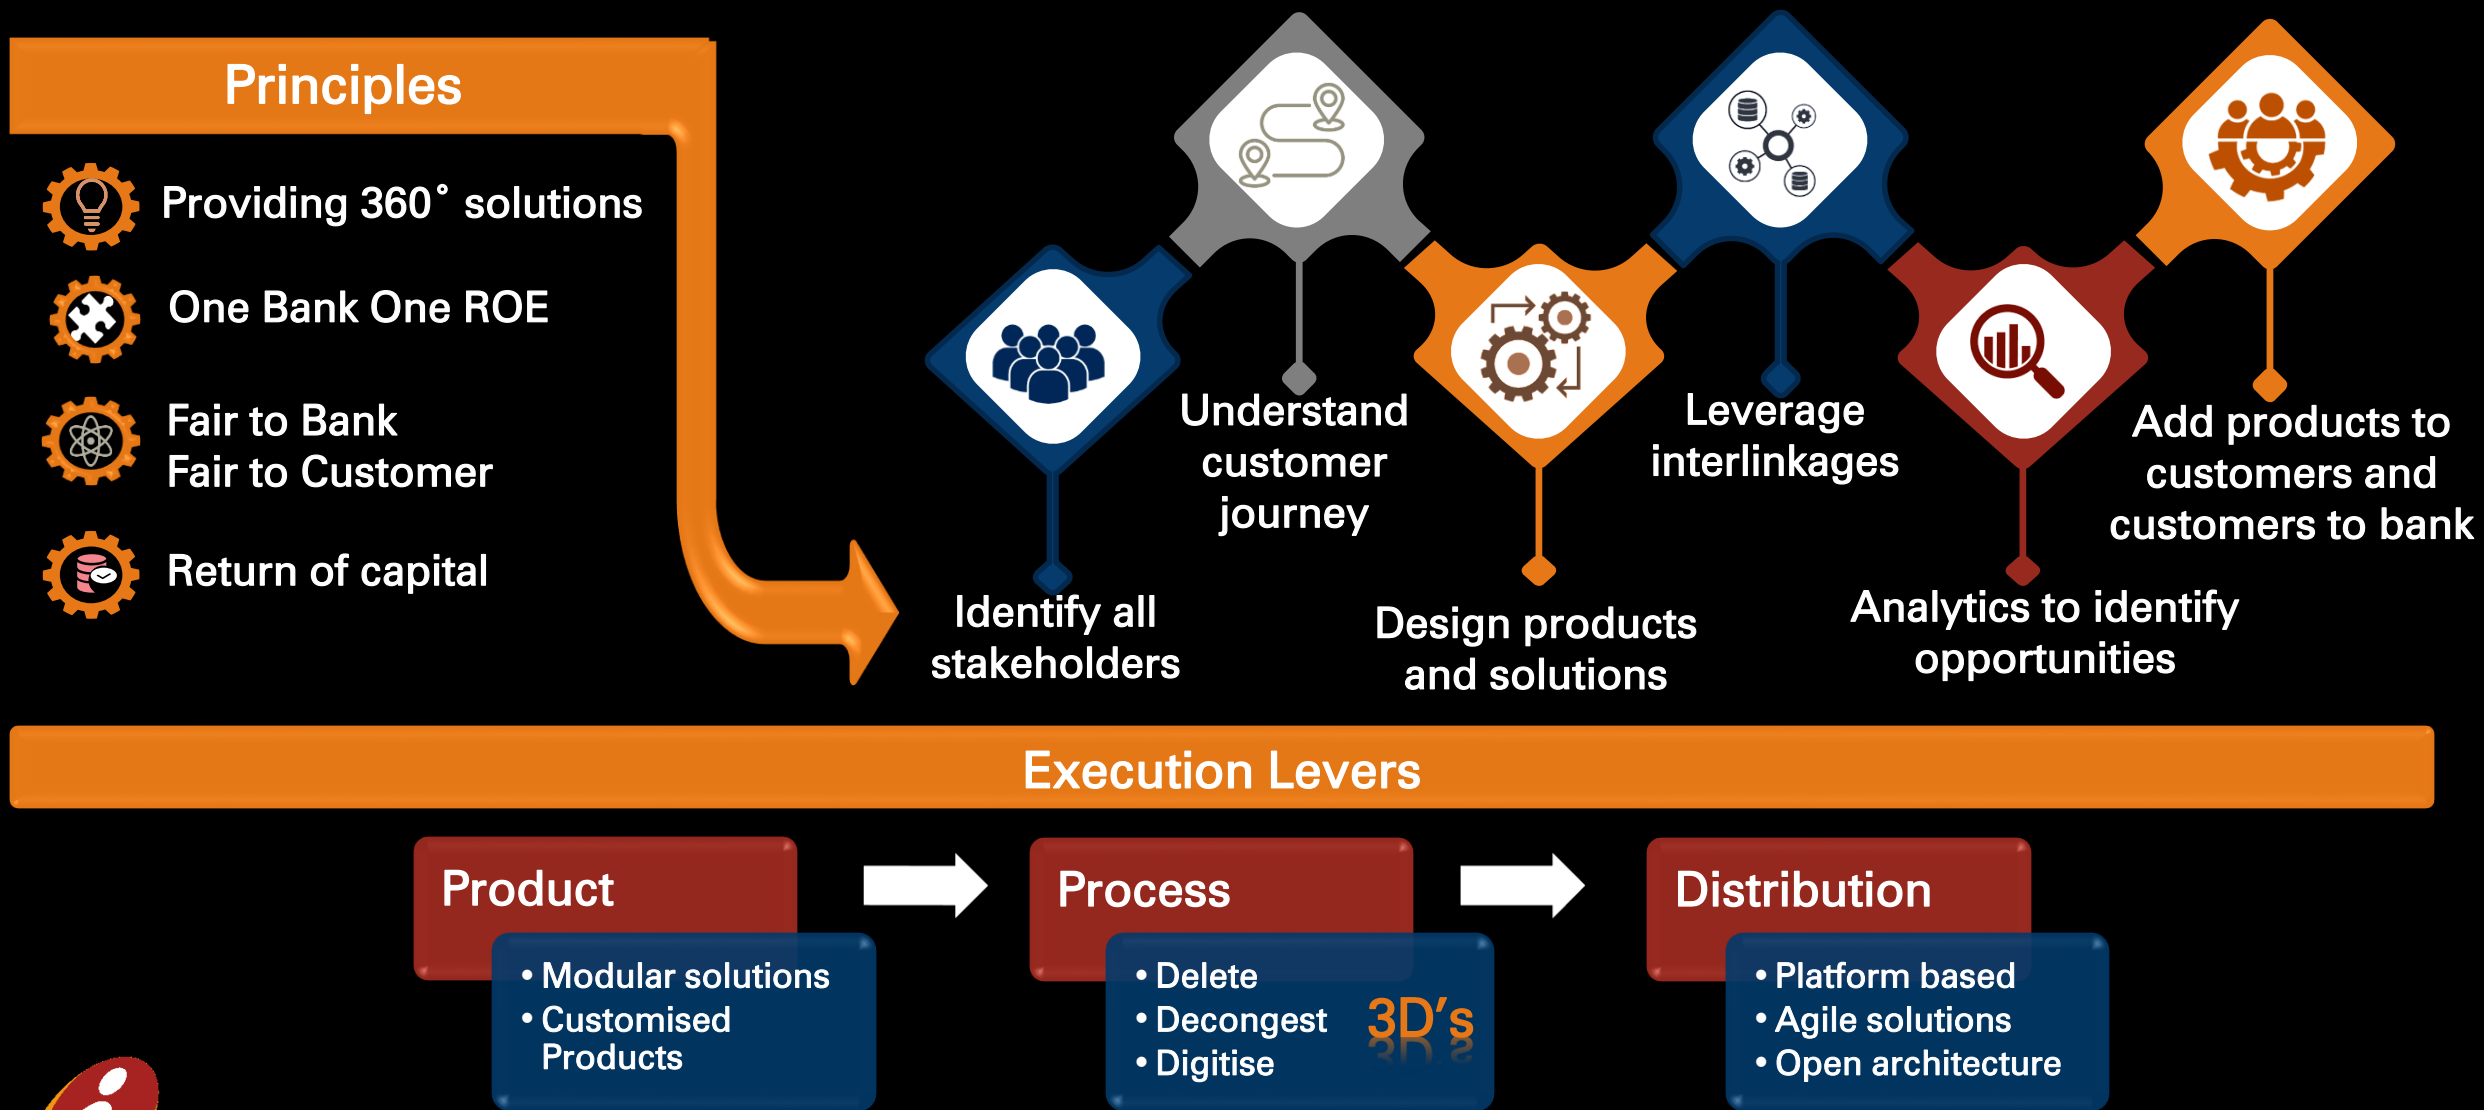 Principles
Providing 360° solutions
One Bank One ROE
Fair to Bank
Fair to Customer
Return of capital
Identify all
stakeholders
Understand
customer
journey
Design products
and solutions
Leverage
interlinkages
Analytics to identify
opportunities
Add products to
customers and
customers to bank
Execution Levers
Product
• Modular solutions
• Customised
Products
Process
• Delete
• Decongest
• Digitise
3D's
Distribution
• Platform based
• Agile solutions
• Open architecture